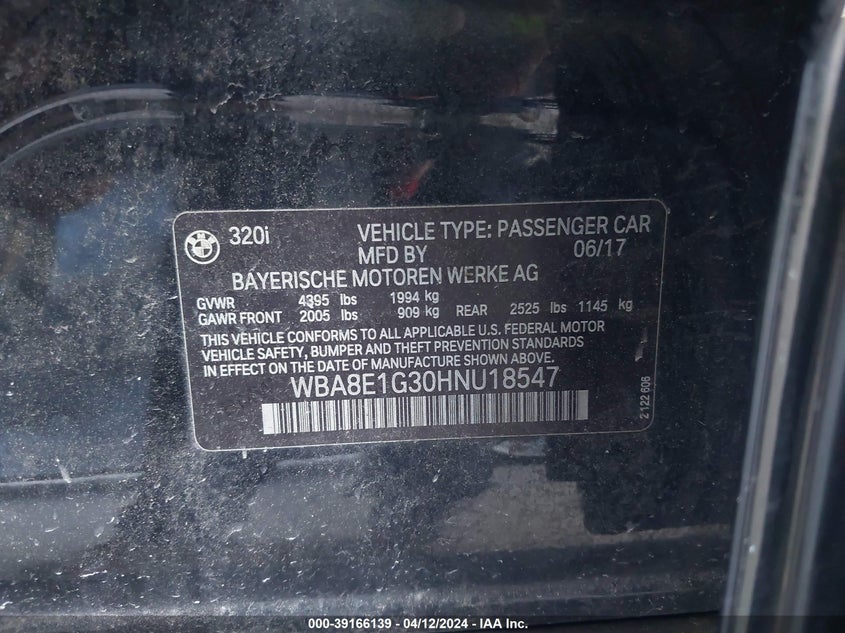 320i VEHICLE TYPE: PASSENGER CAR
MFD BY 06/17
BAYERISCHE MOTOREN WERKE AG
GVWR 4395 lbs 1994 kg
GAWR FRONT 2005 lbs 909 kg REAR 2525 lbs 1145 kg
THIS VEHICLE CONFORMS TO ALL APPLICABLE U.S. FEDERAL MOTOR
VEHICLE SAFETY, BUMPER AND THEFT PREVENTION STANDARDS
IN EFFECT ON THE DATE OF MANUFACTURE SHOWN ABOVE.
WBA8E1G30HNU18547
2 122 606
000-39166139 - 04/12/2024 - IAA Inc.